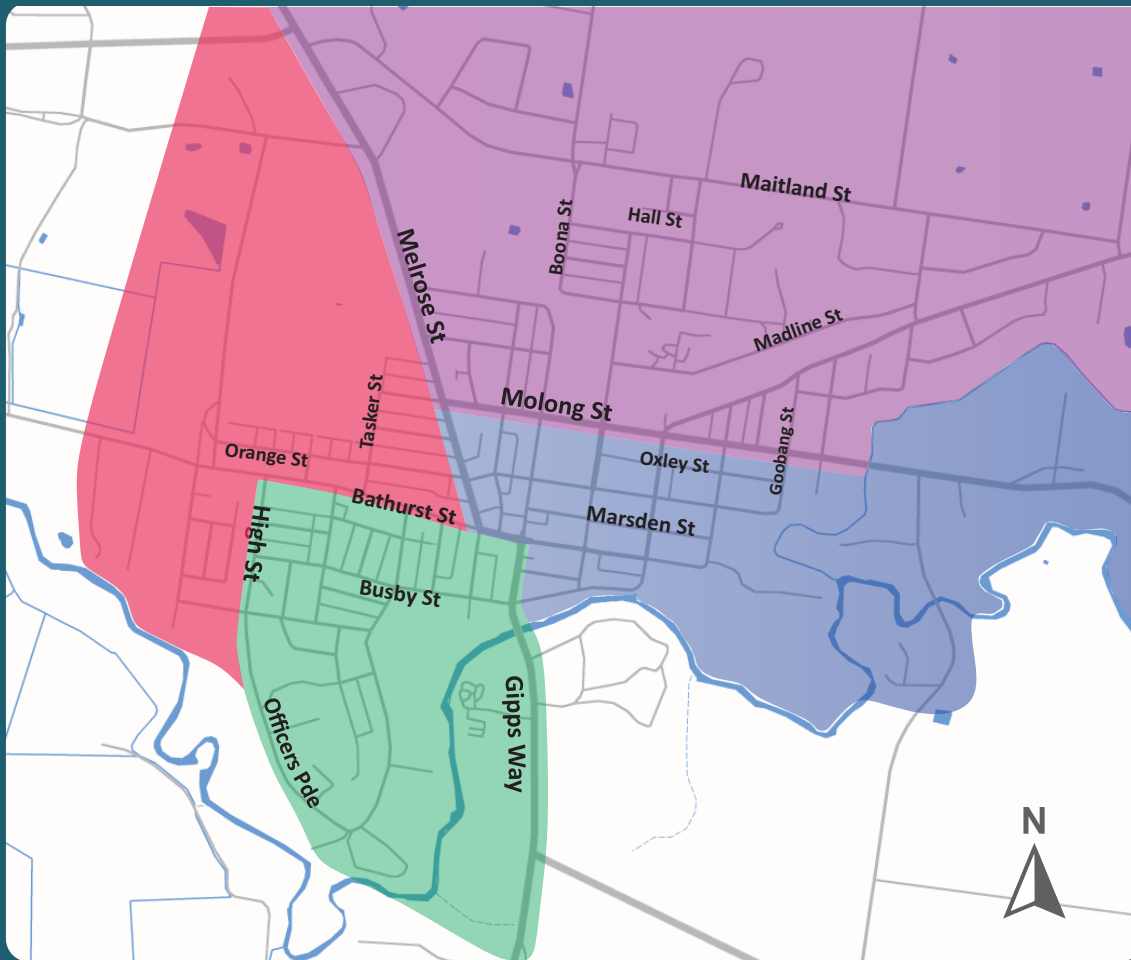 Maitland St
Hall St
Boona St
Melrose St
Madline St
Molong St
Tasker St
Goobang St
Orange St
Oxley St
Bathurst St
Marsden St
High St
Busby St
Gipps Way
Officers Pde
N